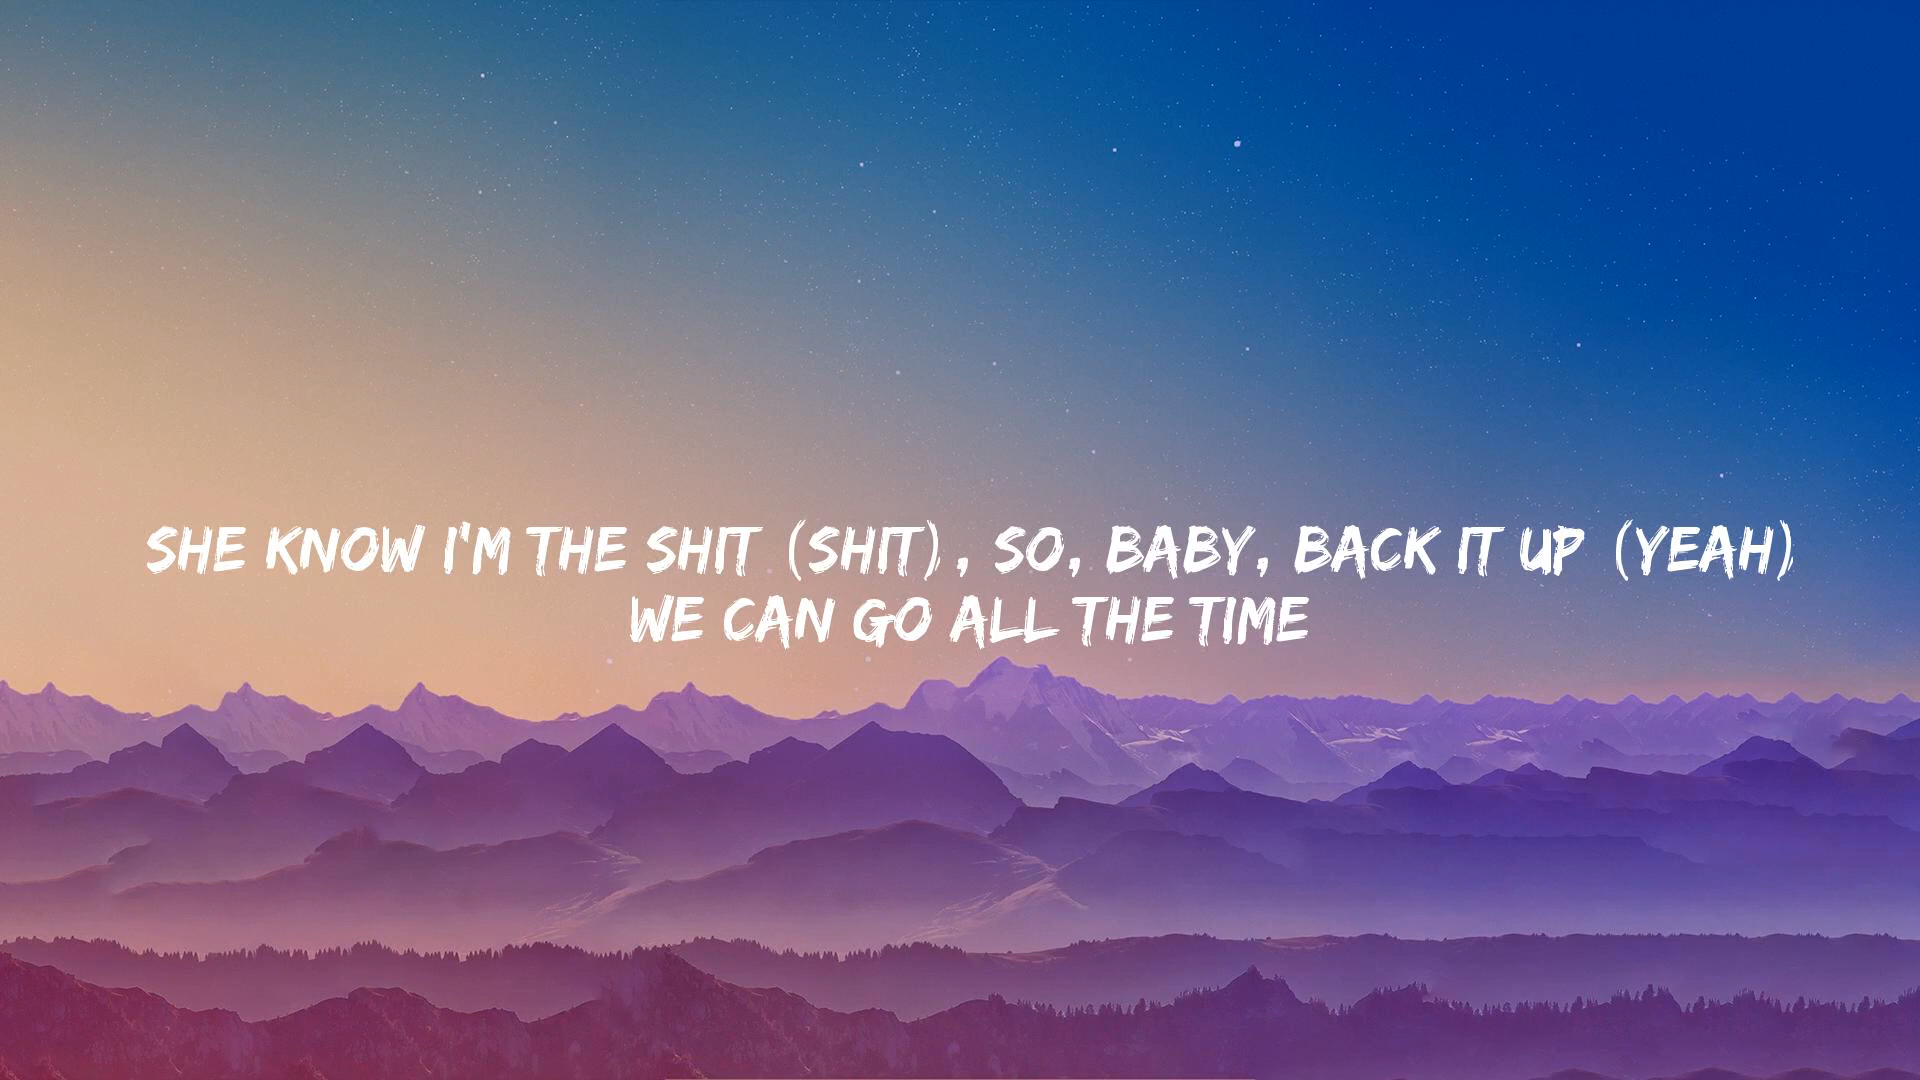 SHE KNOW I'M THE SHIT (SHIT), SO, BABY, BACK IT UP (YEAH)
WE CAN GO ALL THE TIME